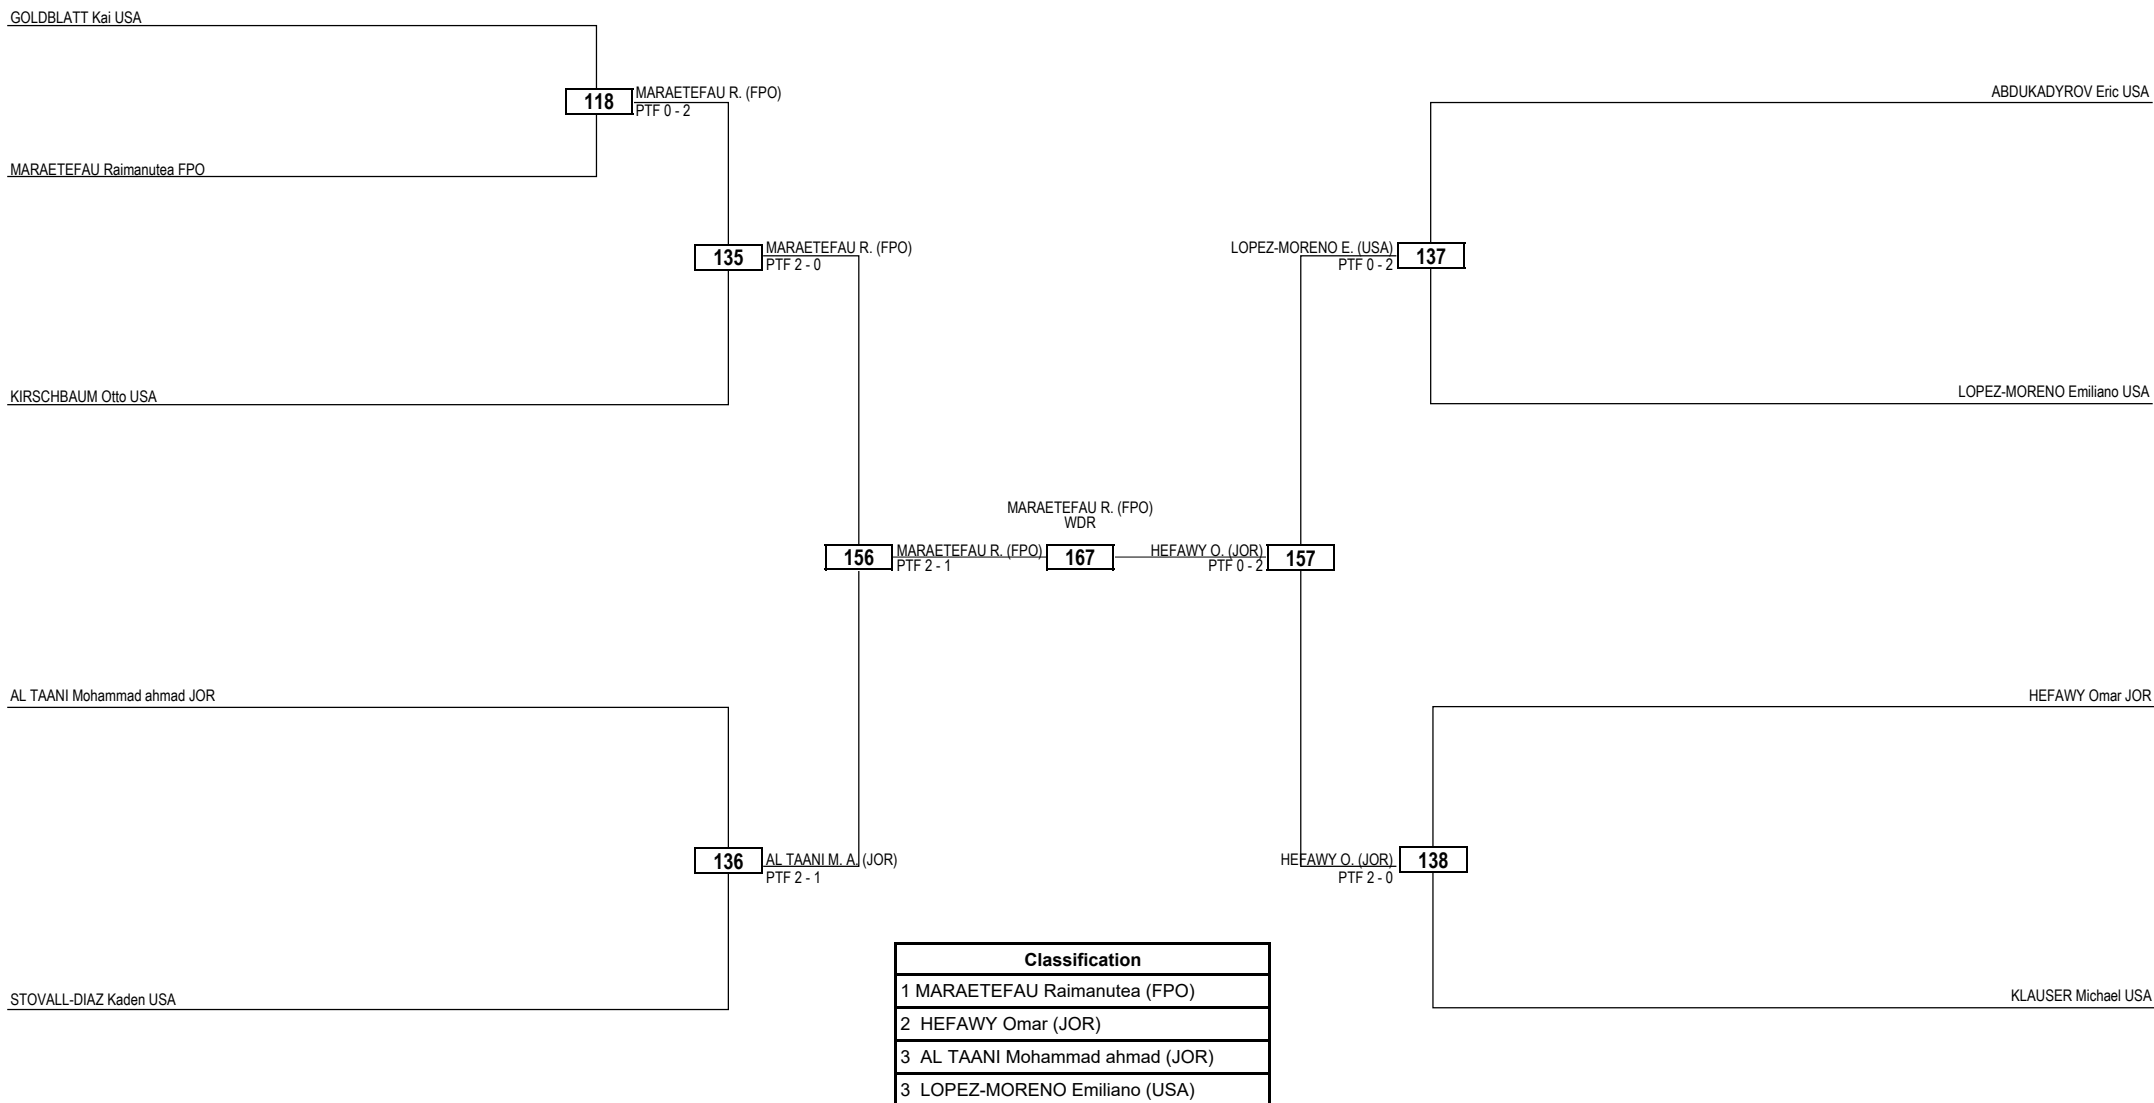 GOLDBLATT Kai USA
118
MARAETEFAU R. (FPO)
PTF 0 - 2
MARAETEFAU Raimanutea FPO
135
MARAETEFAU R. (FPO)
PTF 2 - 0
KIRSCHBAUM Otto USA
156
MARAETEFAU R. (FPO)
PTF 2 - 1
AL TAANI Mohammad ahmad JOR
136
AL TAANI M. A. (JOR)
PTF 2 - 1
STOVALL-DIAZ Kaden USA
MARAETEFAU R. (FPO)
WDR
167
ABDUKADYROV Eric USA
LOPEZ-MORENO E. (USA)
PTF 0 - 2
137
LOPEZ-MORENO Emiliano USA
HEFAWY O. (JOR)
PTF 0 - 2
157
HEFAWY Omar JOR
HEFAWY O. (JOR)
PTF 2 - 0
138
KLAUSER Michael USA
Classification
1 MARAETEFAU Raimanutea (FPO)
2 HEFAWY Omar (JOR)
3 AL TAANI Mohammad ahmad (JOR)
3 LOPEZ-MORENO Emiliano (USA)